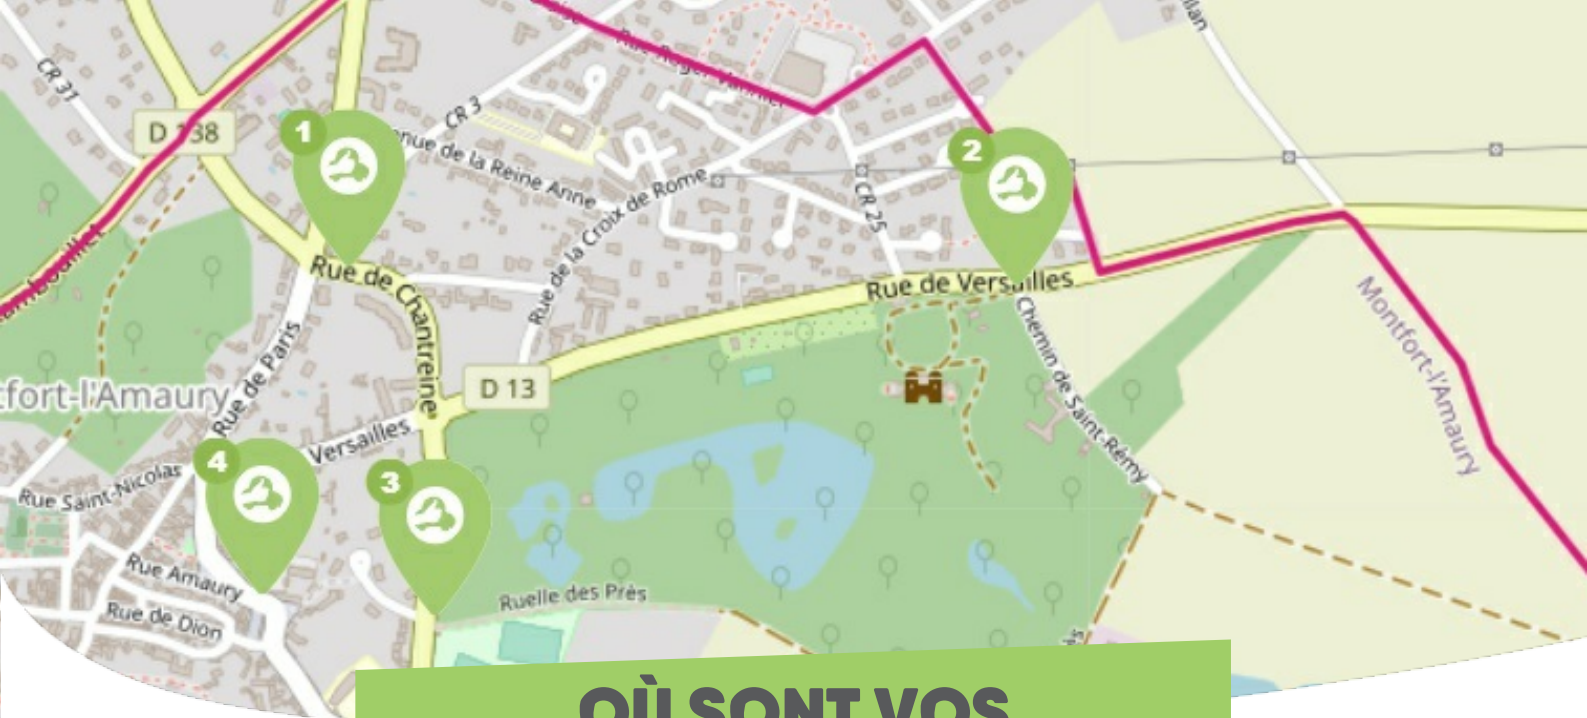 CR 31
D 138
1
CR 3
Rue Roger Vannier
Avenue de la Reine Anne
Rue de la Croix de Rome
CR 25
2
Rue de Chantreine
Rue de Versailles
Chemin de Saint-Rémy
Montfort-l'Amaury
tfort-l'Amaury
Rue de Paris
D 13
Versailles
4
3
Rue Saint-Nicolas
Rue Amaury
Rue de Dion
Ruelle des Près
OÙ SONT VOS